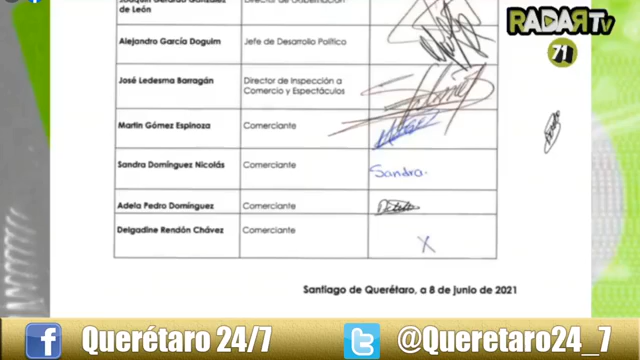 Joaquín Gerardo González
de León
Director de Gobernación
RADAR TV
71
Alejandro García Doguim
Jefe de Desarrollo Político
José Ledesma Barragán
Director de Inspección a
Comercio y Espectáculos
Martín Gómez Espinoza
Comerciante
Sandra Domínguez Nicolás
Comerciante
Sandra.
Adela Pedro Domínguez
Comerciante
Delgadine Rendón Chávez
Comerciante
X
Santiago de Querétaro, a 8 de junio de 2021
Querétaro 24/7
@Queretaro24_7